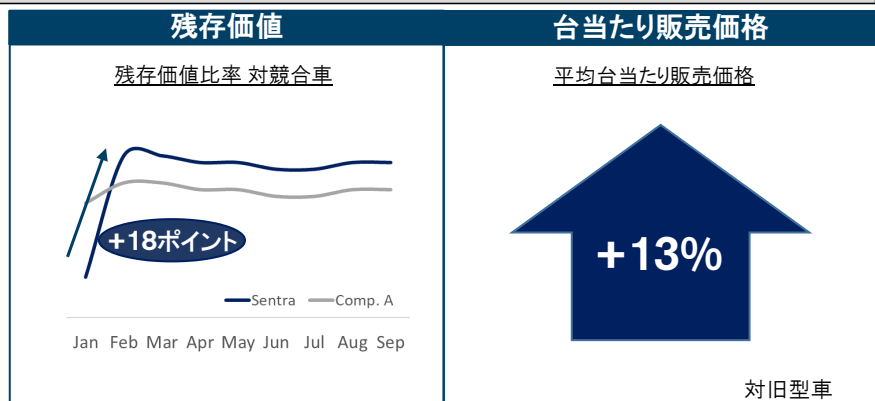 残存価値
残存価値比率 対競合車
+18ポイント
Sentra Comp. A
Jan Feb Mar Apr May Jun Jul Aug Sep
台当たり販売価格
平均台当たり販売価格
+13%
対旧型車